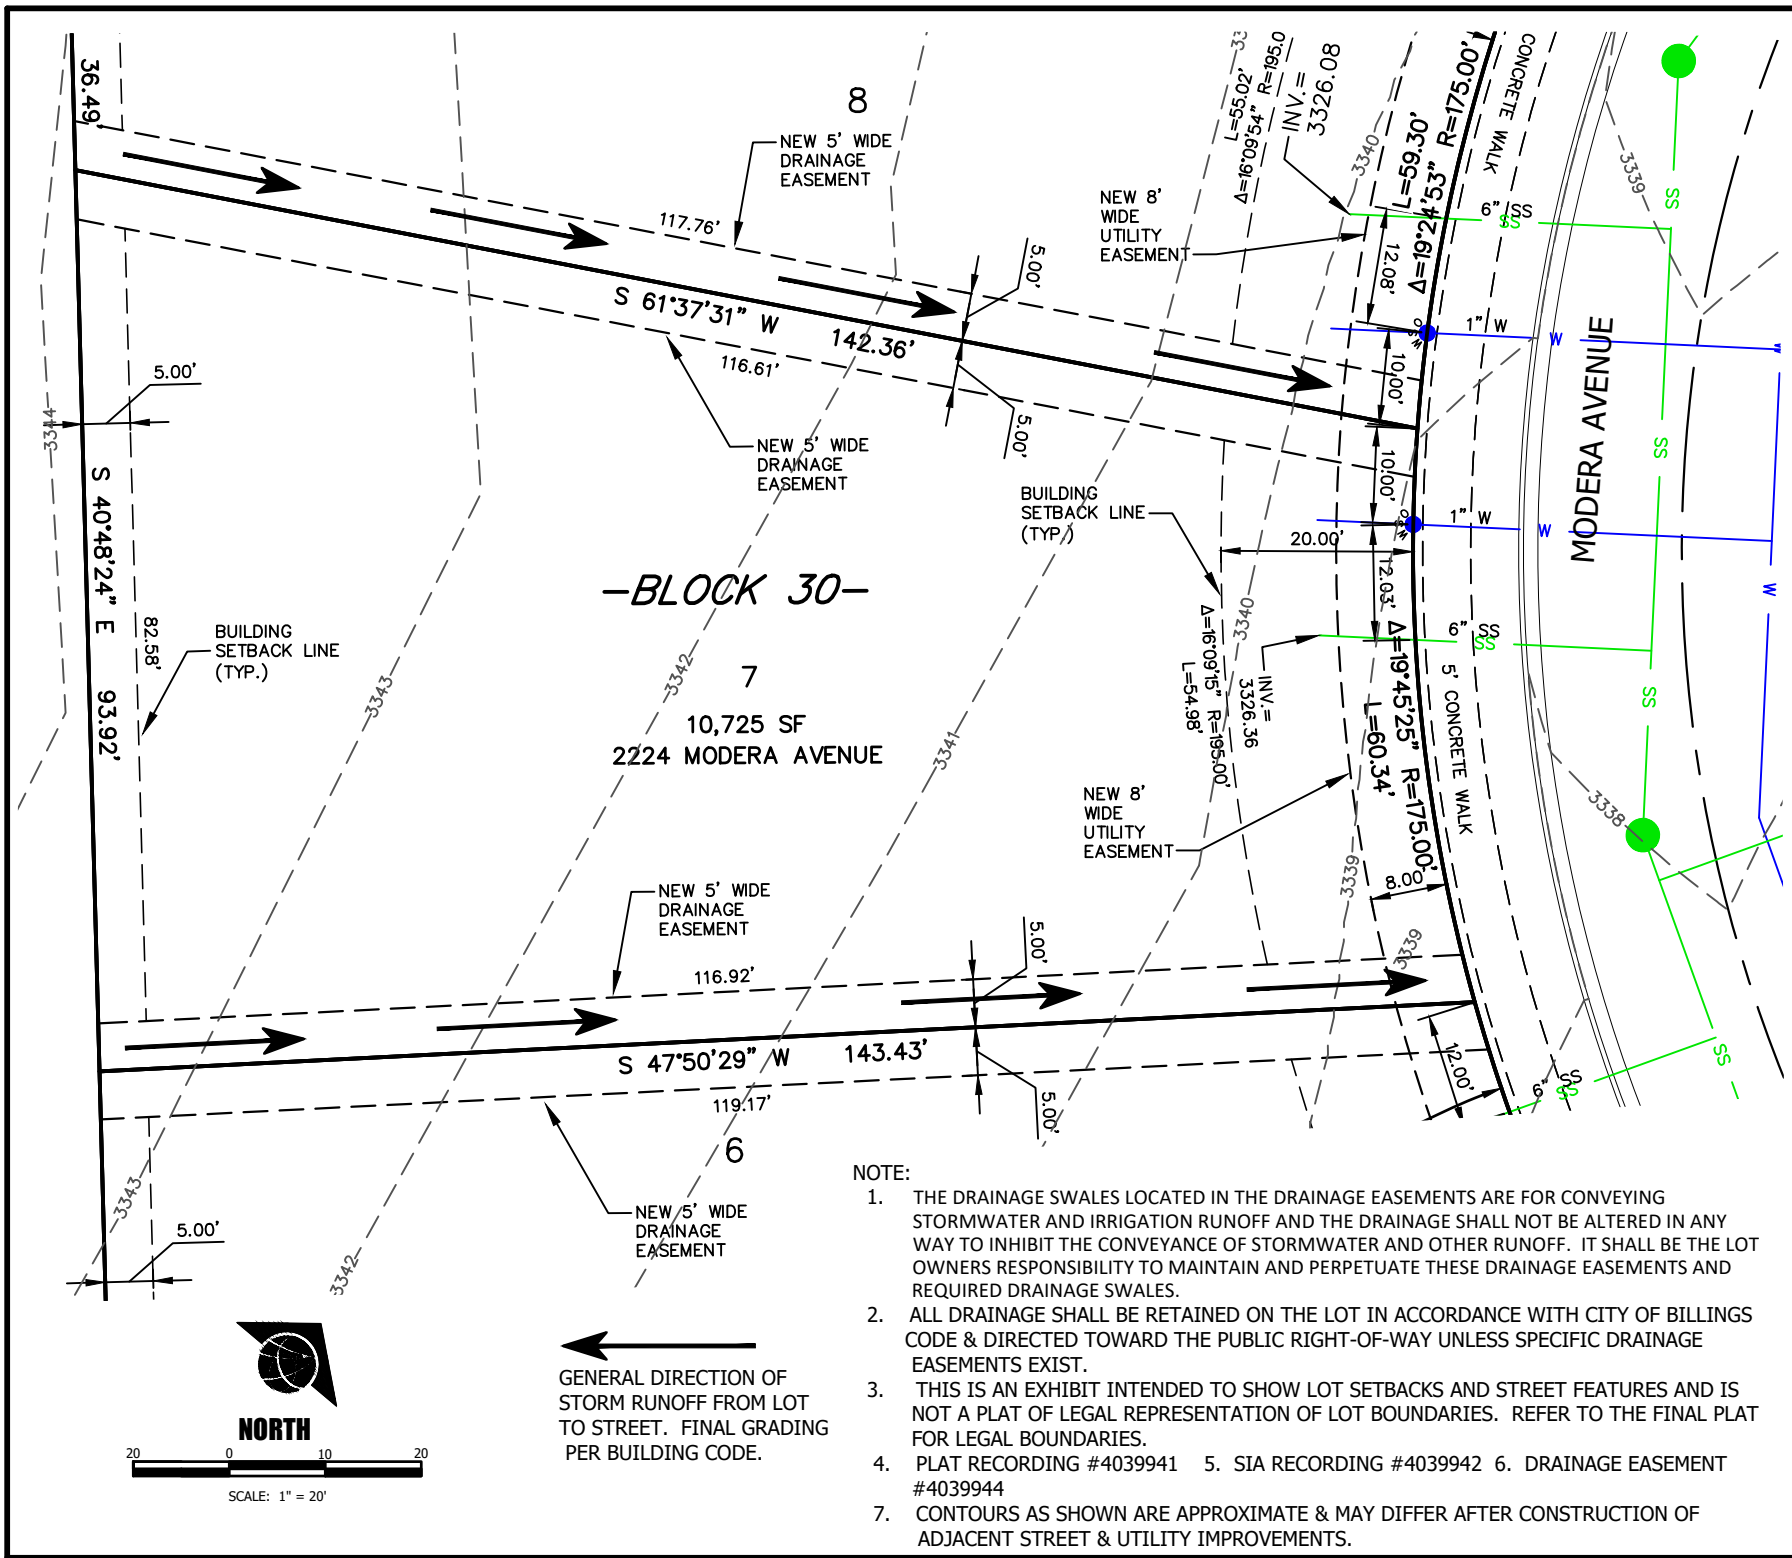 36.49'
8
NEW 5' WIDE
DRAINAGE
EASEMENT
117.76'
S 61°37'31" W 142.36'
116.61'
5.00'
5.00'
NEW 5' WIDE
DRAINAGE
EASEMENT
L=55.02'
Δ=16°09'54" R=195.0
INV.=
3326.08
3340
L=59.30'
Δ=19°24'53" R=175.00'
CONCRETE WALK
3339
NEW 8'
WIDE
UTILITY
EASEMENT
6" SS
SS
SS
12.08'
WSO
1" W
W
10.00'
MODERA AVENUE
5.00'
3344
S 40°48'24" E 93.92'
82.58'
BUILDING
SETBACK LINE
(TYP.)
BUILDING
SETBACK LINE
(TYP.)
10.00'
WSO
1" W
W
W
20.00'
12.03'
SS
-BLOCK 30-
7
10,725 SF
2224 MODERA AVENUE
3343
3342
3341
3340
3339
Δ=16°09'15" R=195.00'
L=54.98'
INV.=
3326.36
6" SS
SS
SS
Δ=19°45'25" R=175.00'
L=60.34'
5' CONCRETE WALK
3338
NEW 8'
WIDE
UTILITY
EASEMENT
8.00'
3339
NEW 5' WIDE
DRAINAGE
EASEMENT
116.92'
5.00'
S 47°50'29" W 143.43'
119.17'
5.00'
12.00'
6" SS
SS
SS
6
NEW 5' WIDE
DRAINAGE
EASEMENT
3343
5.00'
3342
NORTH
20 0 10 20
SCALE: 1" = 20'
GENERAL DIRECTION OF
STORM RUNOFF FROM LOT
TO STREET. FINAL GRADING
PER BUILDING CODE.
NOTE:
1. THE DRAINAGE SWALES LOCATED IN THE DRAINAGE EASEMENTS ARE FOR CONVEYING
STORMWATER AND IRRIGATION RUNOFF AND THE DRAINAGE SHALL NOT BE ALTERED IN ANY
WAY TO INHIBIT THE CONVEYANCE OF STORMWATER AND OTHER RUNOFF. IT SHALL BE THE LOT
OWNERS RESPONSIBILITY TO MAINTAIN AND PERPETUATE THESE DRAINAGE EASEMENTS AND
REQUIRED DRAINAGE SWALES.
2. ALL DRAINAGE SHALL BE RETAINED ON THE LOT IN ACCORDANCE WITH CITY OF BILLINGS
CODE & DIRECTED TOWARD THE PUBLIC RIGHT-OF-WAY UNLESS SPECIFIC DRAINAGE
EASEMENTS EXIST.
3. THIS IS AN EXHIBIT INTENDED TO SHOW LOT SETBACKS AND STREET FEATURES AND IS
NOT A PLAT OF LEGAL REPRESENTATION OF LOT BOUNDARIES. REFER TO THE FINAL PLAT
FOR LEGAL BOUNDARIES.
4. PLAT RECORDING #4039941 5. SIA RECORDING #4039942 6. DRAINAGE EASEMENT
#4039944
7. CONTOURS AS SHOWN ARE APPROXIMATE & MAY DIFFER AFTER CONSTRUCTION OF
ADJACENT STREET & UTILITY IMPROVEMENTS.